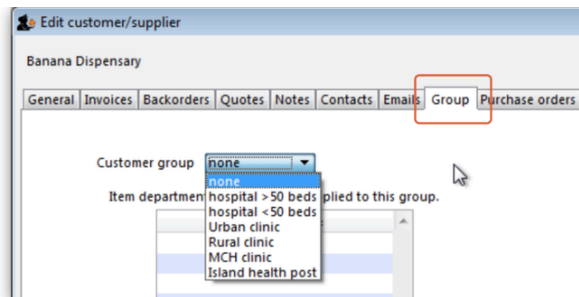 Edit customer/supplier
Banana Dispensary
General Invoices Backorders Quotes Notes Contacts Emails Group Purchase orders
Customer group none
none
Item department plied to this group.
hospital >50 beds
hospital <50 beds
Urban clinic
Rural clinic
MCH clinic
Island health post